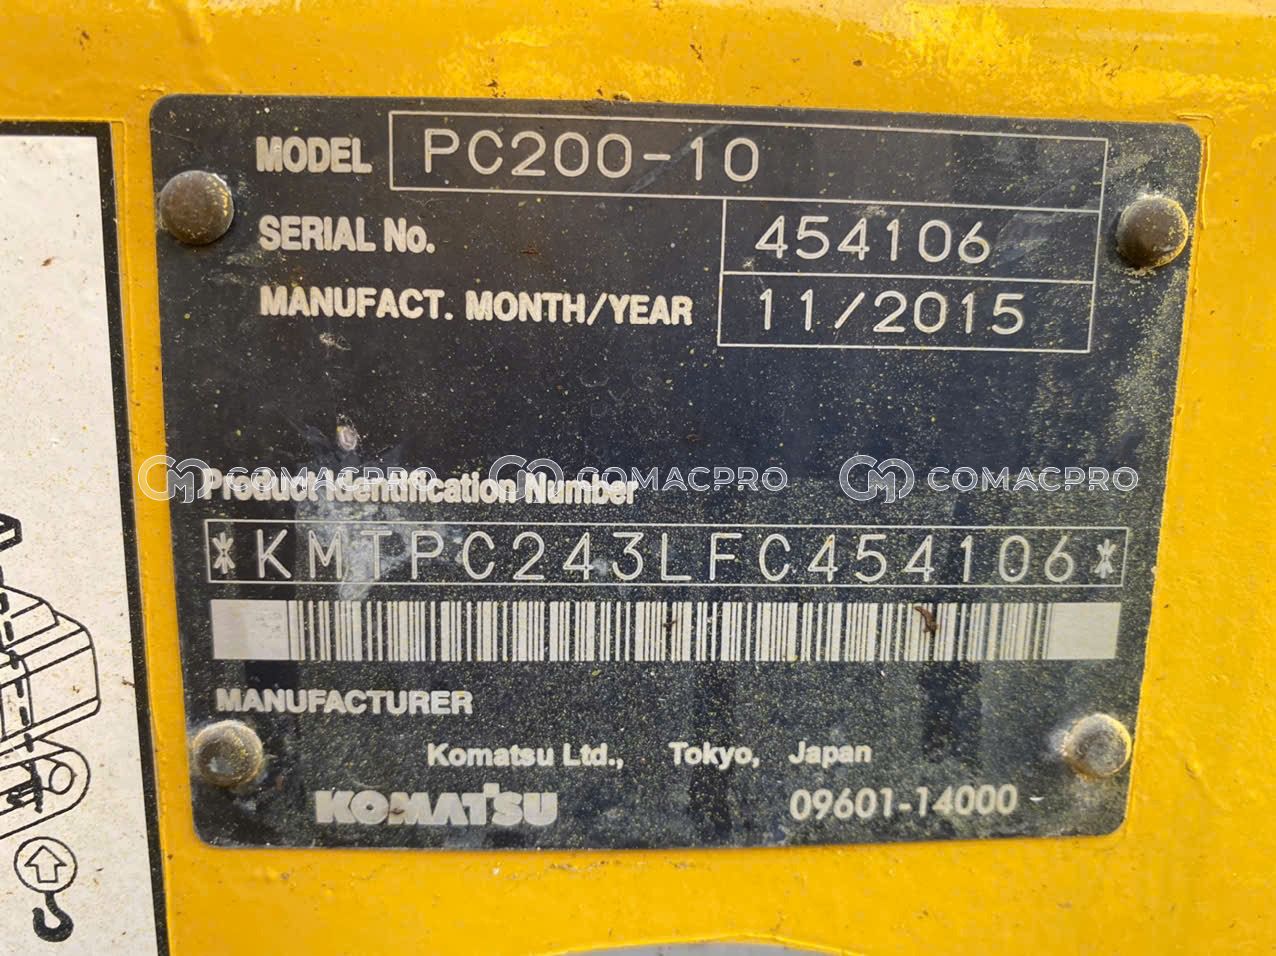 MODEL PC200-10
SERIAL No. 454106
MANUFACT. MONTH/YEAR 11/2015
COMACPRO COMACPRO COMACPRO
Product Identification Number
*KMTPC243LFC454106*
MANUFACTURER
Komatsu Ltd., Tokyo, Japan
KOMATSU 09601-14000